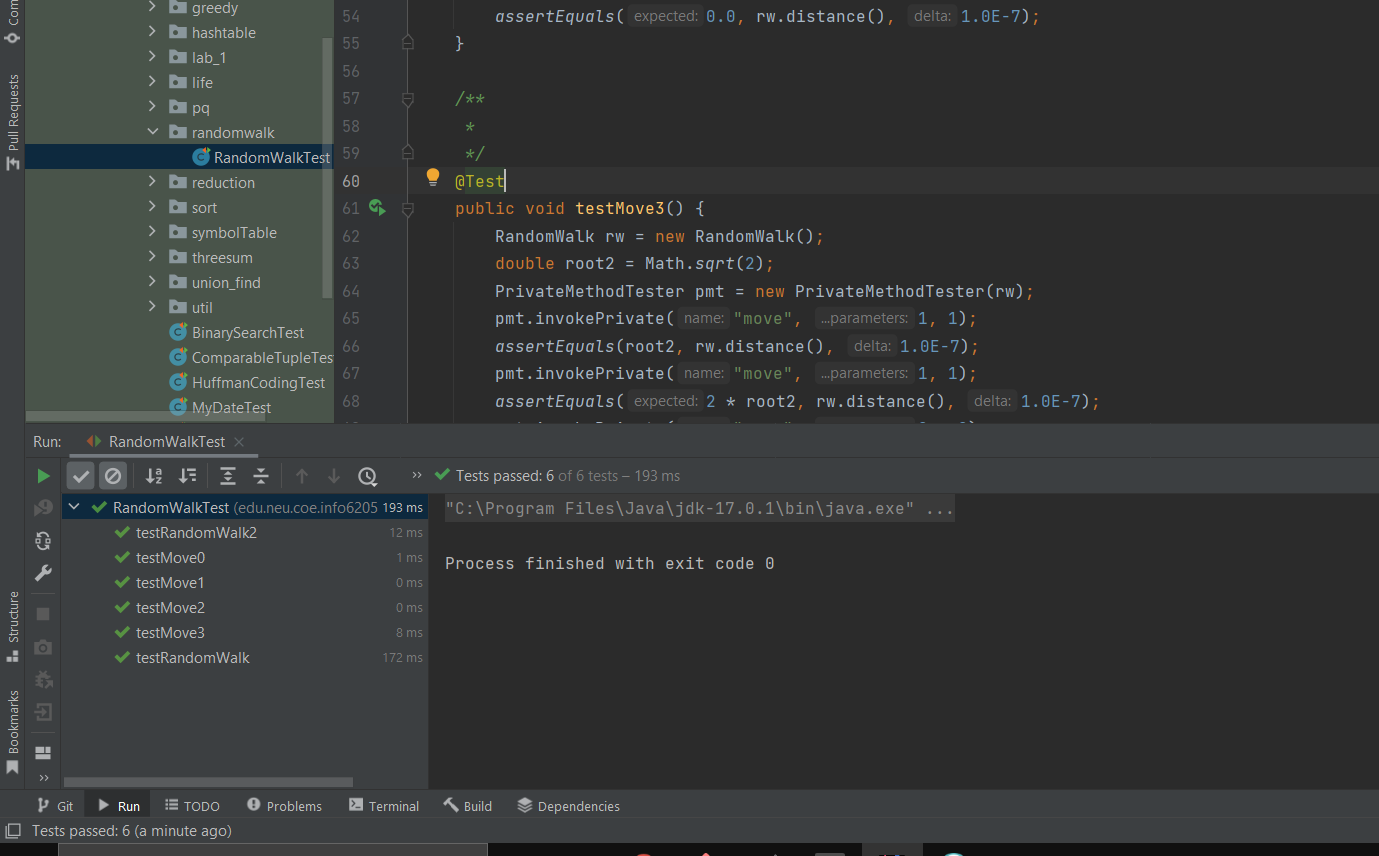 Com
Pull Requests
greedy
hashtable
lab_1
life
pq
randomwalk
RandomWalkTest
reduction
sort
symbolTable
threesum
union_find
util
BinarySearchTest
ComparableTupleTes
HuffmanCodingTest
MyDateTest
54 assertEquals( expected: 0.0, rw.distance(), delta: 1.0E-7);
55 }
56
57 /**
58 *
59 */
60 @Test
61 public void testMove3() {
62 RandomWalk rw = new RandomWalk();
63 double root2 = Math.sqrt(2);
64 PrivateMethodTester pmt = new PrivateMethodTester(rw);
65 pmt.invokePrivate( name: "move", ...parameters: 1, 1);
66 assertEquals(root2, rw.distance(), delta: 1.0E-7);
67 pmt.invokePrivate( name: "move", ...parameters: 1, 1);
68 assertEquals( expected: 2 * root2, rw.distance(), delta: 1.0E-7);
Run: RandomWalkTest
Tests passed: 6 of 6 tests – 193 ms
RandomWalkTest (edu.neu.coe.info6205 193 ms
testRandomWalk2 12 ms
testMove0 1 ms
testMove1 0 ms
testMove2 0 ms
testMove3 8 ms
testRandomWalk 172 ms
"C:\Program Files\Java\jdk-17.0.1\bin\java.exe" ...
Process finished with exit code 0
Structure
Bookmarks
Git Run TODO Problems Terminal Build Dependencies
Tests passed: 6 (a minute ago)